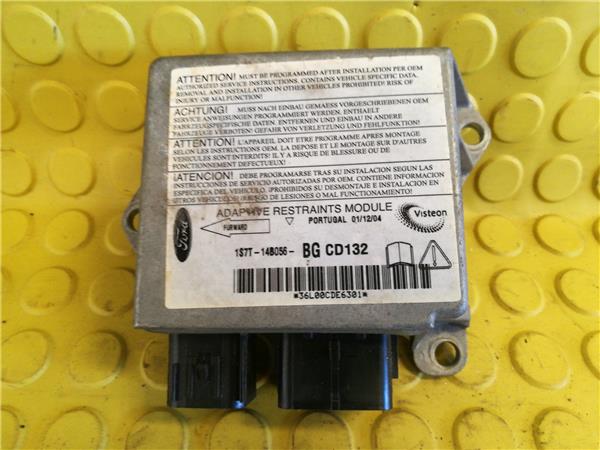 ATTENTION! MUST BE PROGRAMMED AFTER INSTALLATION PER OEM
AUTHORIZED SERVICE INSTRUCTIONS. CONTAINS VEHICLE SPECIFIC DATA.
REMOVAL AND INSTALLATION IN OTHER VEHICLES PROHIBITED! RISK OF
INJURY OR MALFUNCTION!
ACHTUNG! MUSS NACH EINBAU GEMAESS VORGESCHRIEBENEN OEM
SERVICE ANWEISUNGEN PROGRAMMIERT WERDEN, ENTHAELT
FAHRZEUGSPEZIFISCHE DATEN. ENTFERNEN UND EINBAU IN ANDERE
FAHRZEUGE VERBOTEN! GEFAHR VON VERLETZUNG UND FEHLFUNKTION!
ATTENTION! L'APPAREIL DOIT ETRE PROGRAMME APRES MONTAGE
SELON LES INSTRUCTIONS OEM. LA DEPOSE ET LE MONTAGE SUR D'AUTRES
VEHICULES SONT INTERDITS! IL Y A RISQUE DE BLESSURE OU DE
FONCTIONNEMENT DEFECTUEUX!
¡ATENCION! DEBE PROGRAMARSE TRAS SU INSTALACION SEGUN LAS
INSTRUCCIONES DE SERVICIO AUTORIZADAS POR OEM. CONTIENE INFORMACION
ESPECIFICA DEL VEHICULO. ¡PROHIBIDOS SU DESMONTAJE E INSTALACION EN
OTROS VEHICULOS! ¡RIESGO DE LESIONES O MAL FUNCIONAMIENTO!
Ford
ADAPTIVE RESTRAINTS MODULE
FORWARD
PORTUGAL 01/12/04
Visteon
1S7T-14B056- BG CD132
*36L00CDE6301*